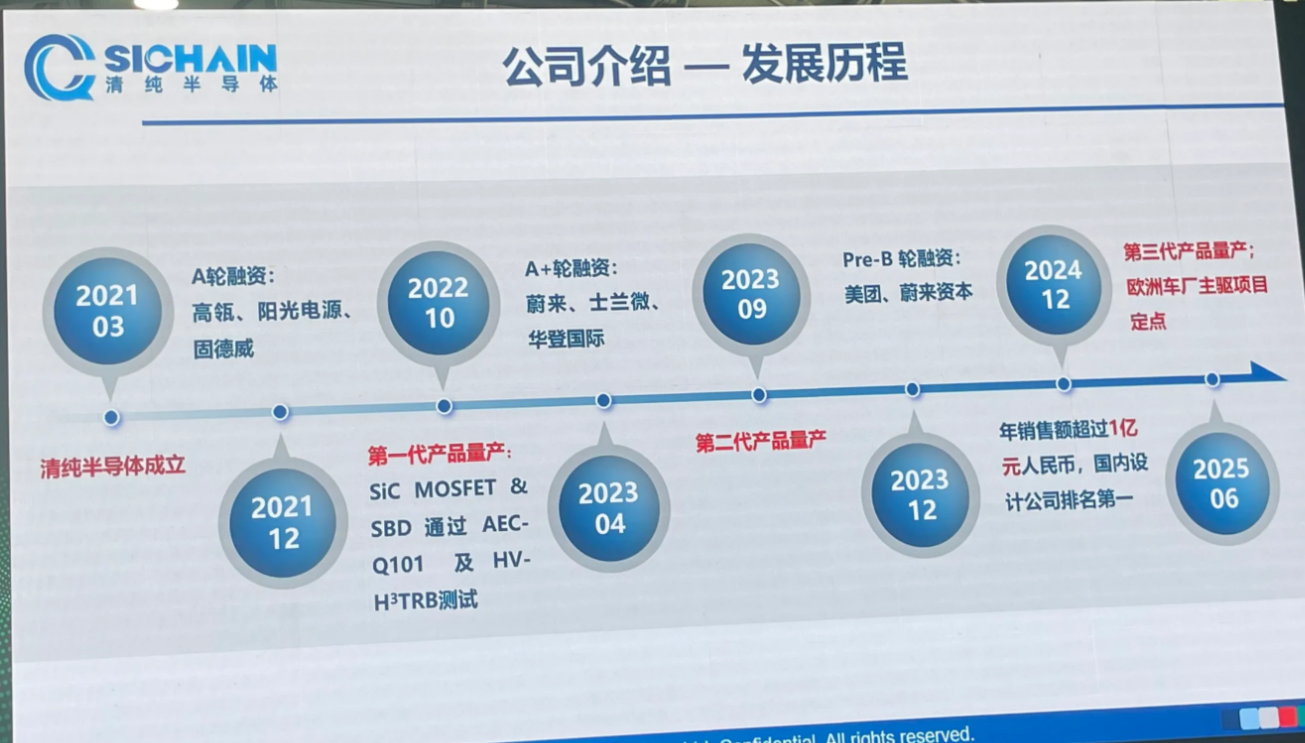 SICHAIN
清纯半导体
公司介绍 — 发展历程
2021
03
清纯半导体成立
A轮融资：
高瓴、阳光电源、
固德威
2021
12
2022
10
第一代产品量产：
SiC MOSFET &
SBD 通过 AEC-
Q101 及 HV-
H³TRB测试
A+轮融资：
蔚来、士兰微、
华登国际
2023
04
2023
09
第二代产品量产
Pre-B 轮融资：
美团、蔚来资本
2023
12
2024
12
年销售额超过1亿
元人民币，国内设
计公司排名第一
第三代产品量产；
欧洲车厂主驱项目
定点
2025
06
Confidential. All rights reserved.